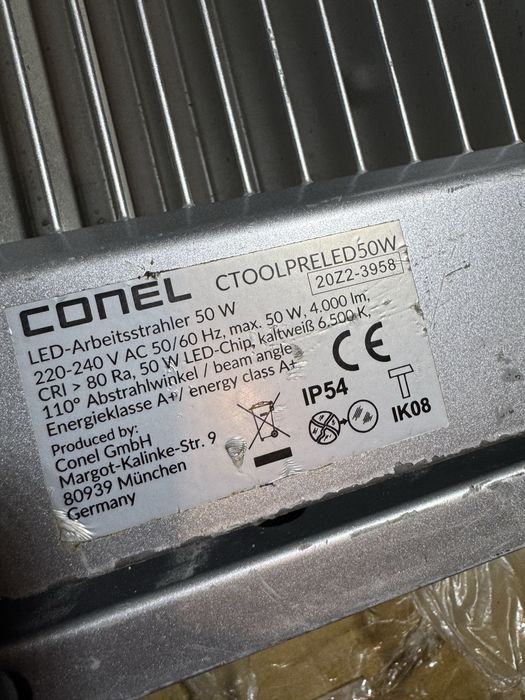 CONEL
CTOOLPRELED50W
20Z2-3958
LED-Arbeitsstrahler 50 W
220-240 V AC 50/60 Hz, max. 50 W, 4.000 lm,
CRI > 80 Ra, 50 W LED-Chip, kaltweiß 6.500 K,
110° Abstrahlwinkel / beam angle
Energieklasse A+/ energy class A+
Produced by:
Conel GmbH
Margot-Kalinke-Str. 9
80939 München
Germany
CE
IP54
IK08